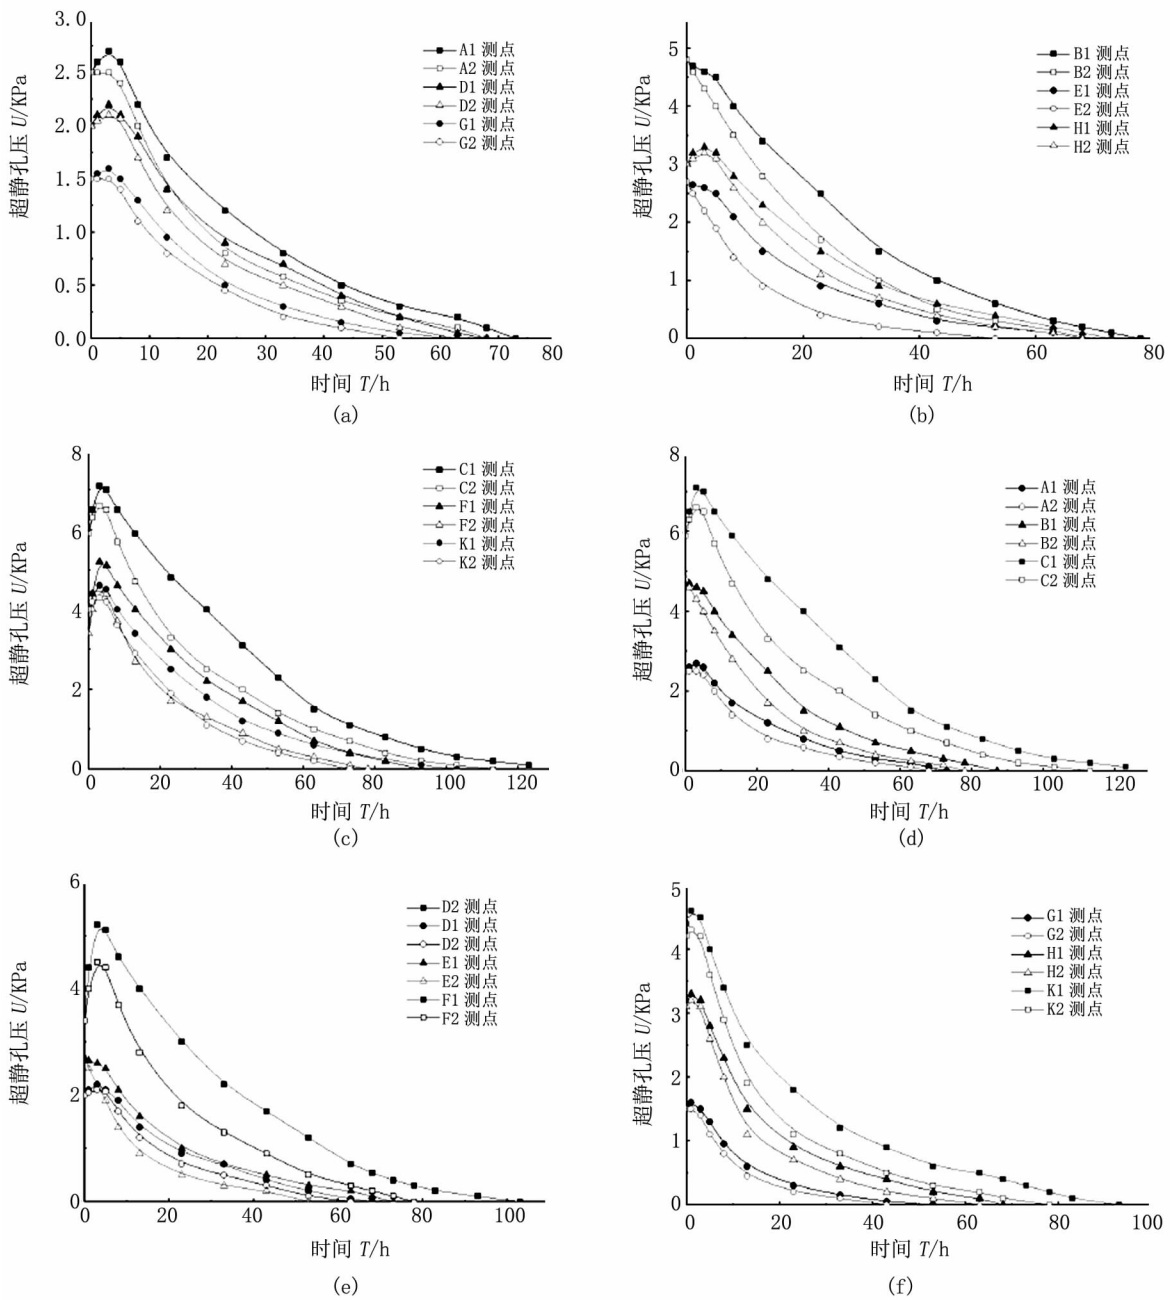 超静孔压 U/KPa
3.0
2.5
2.0
1.5
1.0
0.5
0.0
0 10 20 30 40 50 60 70 80
时间 T/h
(a)
A1 测点
A2 测点
D1 测点
D2 测点
G1 测点
G2 测点
超静孔压 U/KPa
5
4
3
2
1
0
0 20 40 60 80
时间 T/h
(b)
B1 测点
B2 测点
E1 测点
E2 测点
H1 测点
H2 测点
超静孔压 U/KPa
8
6
4
2
0
0 20 40 60 80 100 120
时间 T/h
(c)
C1 测点
C2 测点
F1 测点
F2 测点
K1 测点
K2 测点
超静孔压 U/KPa
8
6
4
2
0
0 20 40 60 80 100 120
时间 T/h
(d)
A1 测点
A2 测点
B1 测点
B2 测点
C1 测点
C2 测点
超静孔压 U/KPa
6
4
2
0
0 20 40 60 80 100
时间 T/h
(e)
D2 测点
D1 测点
D2 测点
E1 测点
E2 测点
F1 测点
F2 测点
超静孔压 U/KPa
5
4
3
2
1
0
0 20 40 60 80 100
时间 T/h
(f)
G1 测点
G2 测点
H1 测点
H2 测点
K1 测点
K2 测点